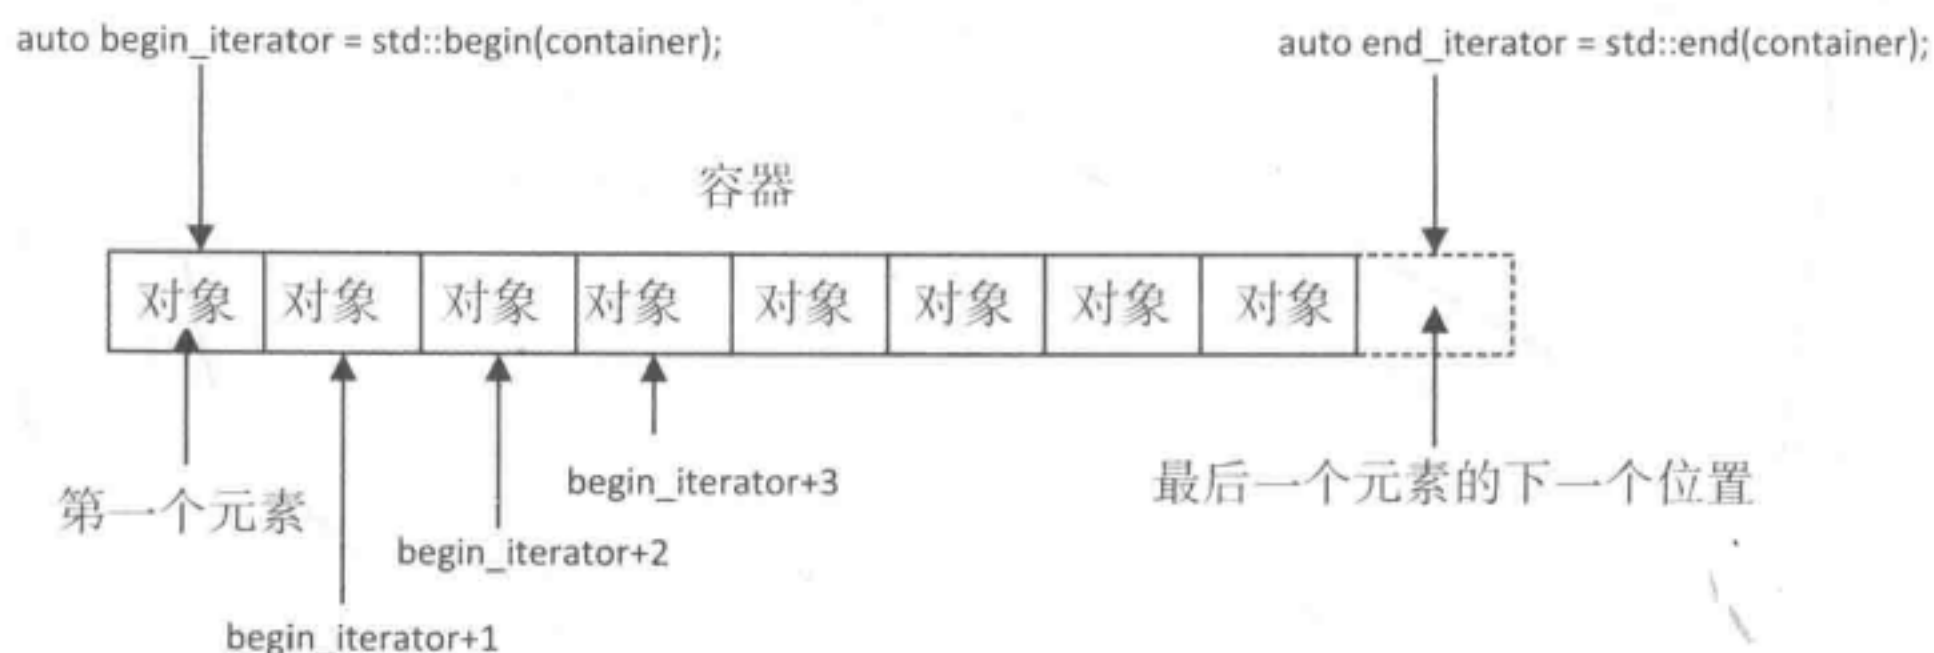 auto begin_iterator = std::begin(container);
auto end_iterator = std::end(container);
容器
对象 对象 对象 对象 对象 对象 对象 对象
第一个元素
begin_iterator+3
最后一个元素的下一个位置
begin_iterator+2
begin_iterator+1